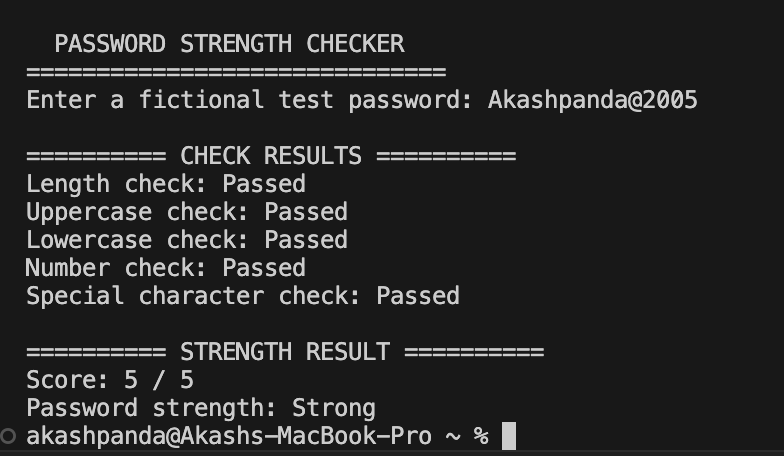 PASSWORD STRENGTH CHECKER
==============================
Enter a fictional test password: Akashpanda@2005
========== CHECK RESULTS ==========
Length check: Passed
Uppercase check: Passed
Lowercase check: Passed
Number check: Passed
Special character check: Passed
========== STRENGTH RESULT ==========
Score: 5 / 5
Password strength: Strong
akashpanda@Akashs-MacBook-Pro ~ %